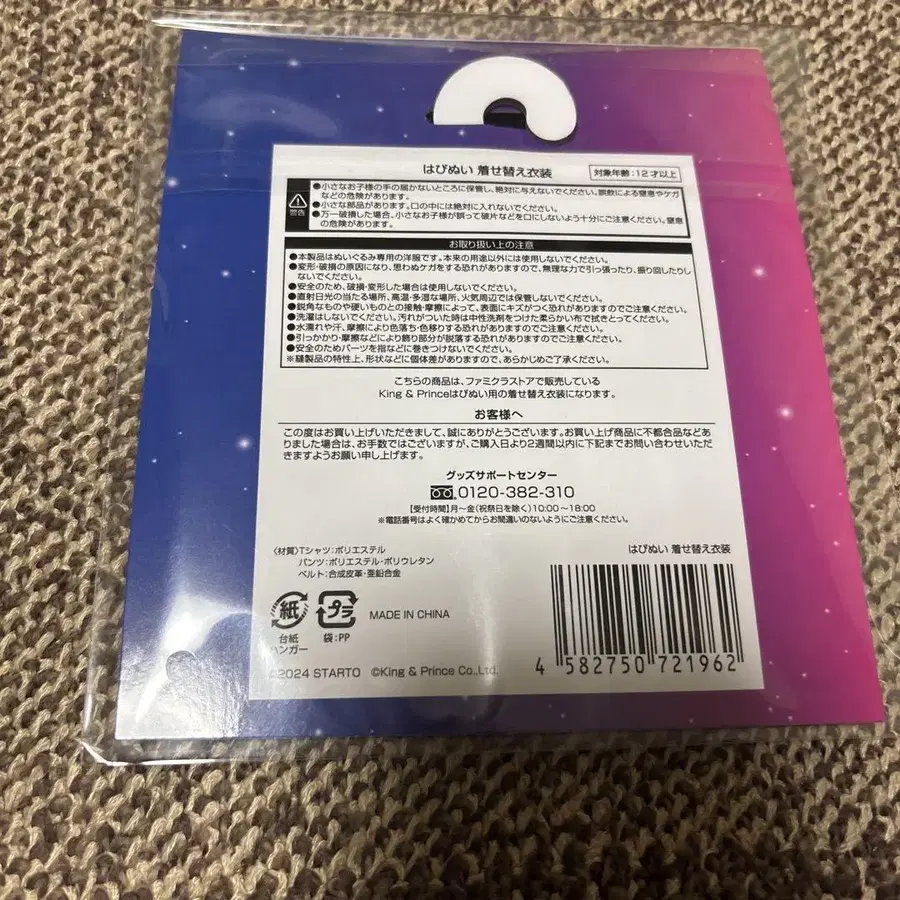 はぴぬい 着せ替え衣装
対象年齢:12才以上
警告
●小さなお子様の手の届かないところに保管し、絶対に与えないでください。誤飲による窒息やケガ
などの危険があります。
●小さな部品があります。口の中には絶対に入れないでください。
●万一破損した場合、小さなお子様が誤って破片などを口にしないよう十分にご注意ください。窒息
の危険があります。
お取り扱い上の注意
●本製品はぬいぐるみ専用の洋服です。本来の用途以外には使用しないでください。
●変形・破損の原因になり、思わぬケガをする恐れがありますので、無理な力で引っ張ったり、振り回したりし
ないでください。
●安全のため、破損・変形した場合は使用しないでください。
●直射日光の当たる場所、高温・多湿な場所、火気周辺では保管しないでください。
●鋭角なものや硬いものとの接触・摩擦によって、表面にキズがつく恐れがありますのでご注意ください。
●洗濯はしないでください。汚れがついた時は中性洗剤をつけた柔らかい布で拭きとってください。
●水濡れや汗、摩擦により色落ち・色移りする恐れがありますのでご注意ください。
●引っかかり・摩擦などにより飾り部分が脱落する恐れがあります。ご注意ください。
●安全のためパーツを指などに巻きつけないでください。
※縫製品の特性上、形状などに個体差がありますので、あらかじめご了承ください。
こちらの商品は、ファミクラストアで販売している
King & Princeはぴぬい用の着せ替え衣装になります。
お客様へ
この度はお買い上げいただきまして、誠にありがとうございます。お買い上げ商品に不都合品などあり
ました場合は、お手数ではございますが、ご購入日より2週間以内に下記までお問い合わせいただ
きますようお願い申し上げます。
グッズサポートセンター
0120-382-310
【受付時間】月～金(祝祭日を除く)10:00～18:00
※電話番号はよく確かめてからお間違いのないようにご注意ください。
〈材質〉Tシャツ:ポリエステル
パンツ:ポリエステル・ポリウレタン
ベルト:合成皮革・亜鉛合金
はぴぬい 着せ替え衣装
紙
台紙
ハンガー
プラ
袋:PP
MADE IN CHINA
4 582750 721962
©2024 STARTO ©King & Prince Co.,Ltd.